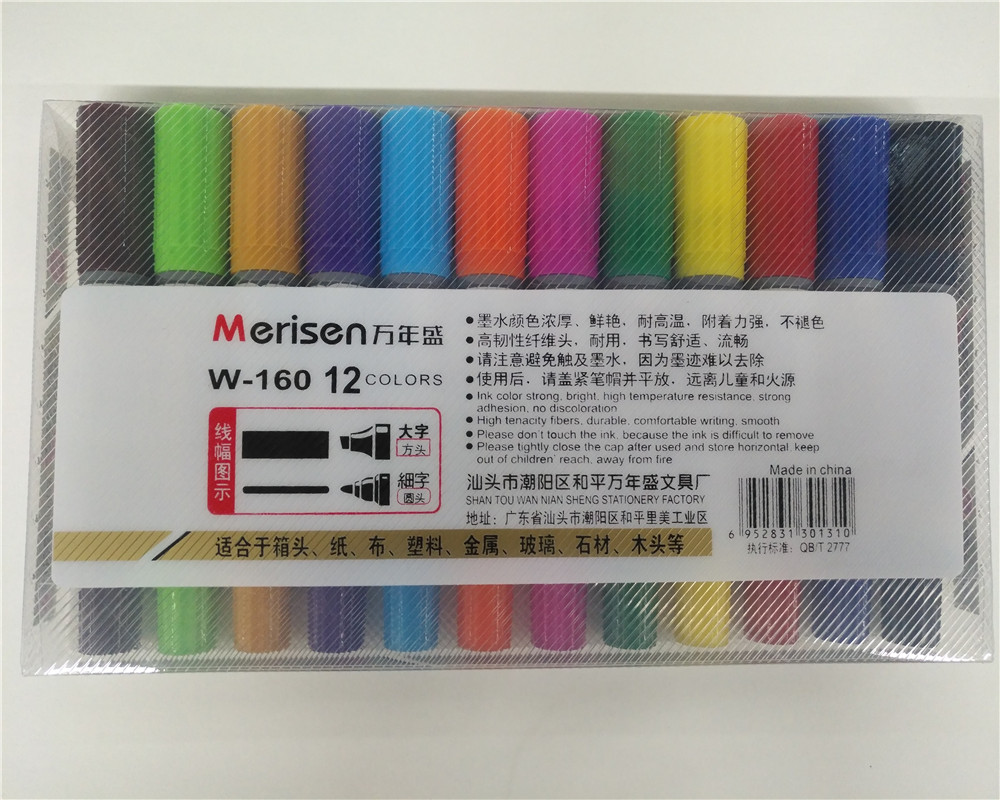 Merisen万年盛
W-160 12 COLORS
线幅图示
大字
方头
細字
圆头
●墨水颜色浓厚、鲜艳，耐高温，附着力强，不褪色
●高韧性纤维头，耐用，书写舒适、流畅
●请注意避免触及墨水，因为墨迹难以去除
●使用后，请盖紧笔帽并平放，远离儿童和火源
● Ink color strong, bright, high temperature resistance, strong
adhesion, no discoloration
● High tenacity fibers, durable, comfortable writing, smooth
● Please don't touch the ink, because the ink is difficult to remove
● Please tightly close the cap after used and store horizontal, keep
out of children' reach, away from fire
汕头市潮阳区和平万年盛文具厂
SHAN TOU WAN NIAN SHENG STATIONERY FACTORY
地址：广东省汕头市潮阳区和平里美工业区
Made in china
6 952831 301310
执行标准：QB/T 2777
适合于箱头、纸、布、塑料、金属、玻璃、石材、木头等